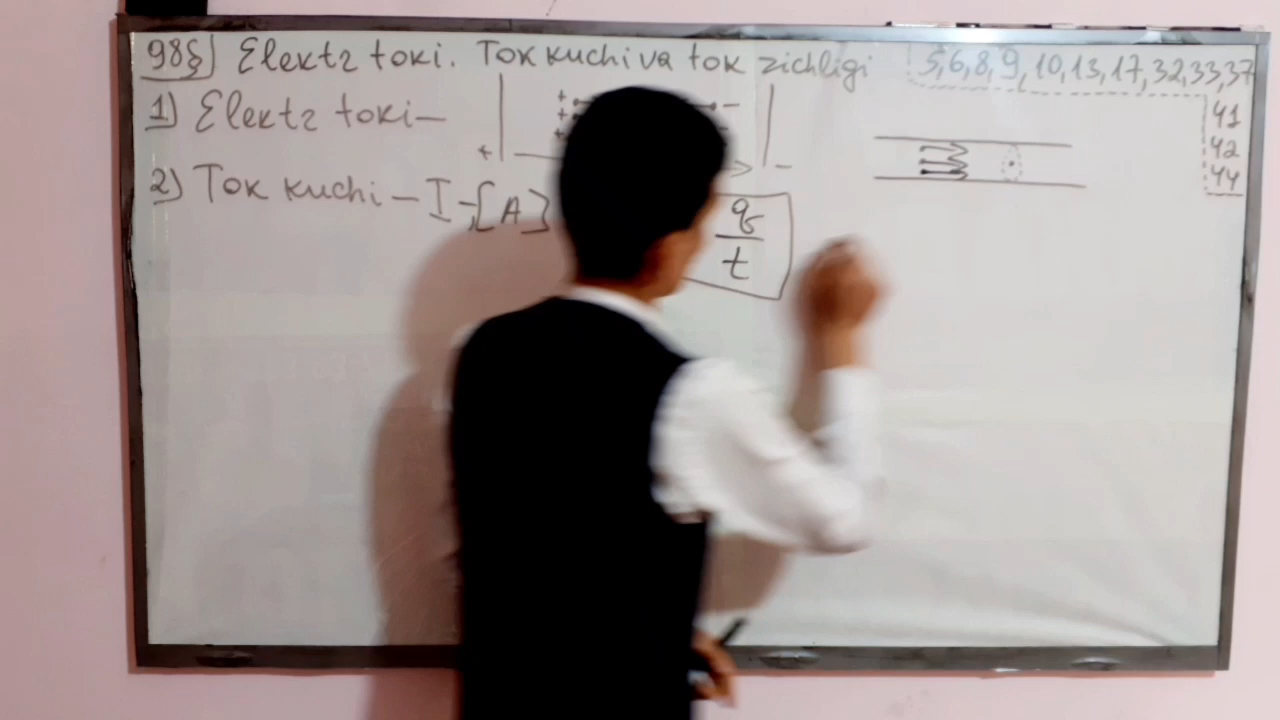 98§ Elektr toki. Tok kuchi va tok zichligi 5,6,8,9,10,13,17,32,33,37
41
42
44
1) Elektr toki— + + + -
+ -
2) Tok kuchi – I-;[A] q/t